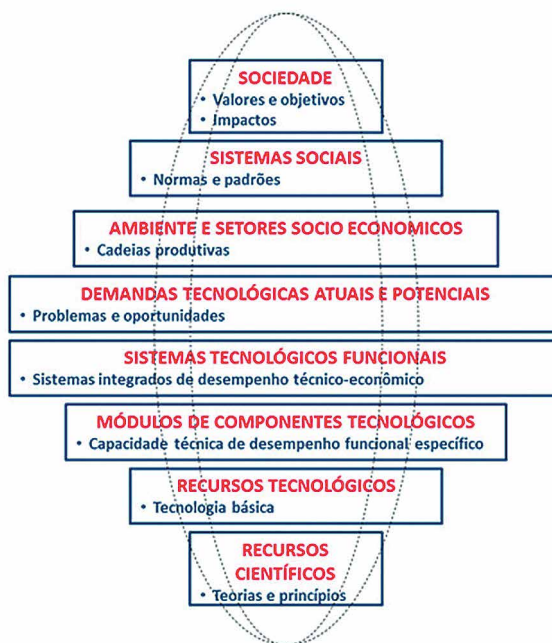 SOCIEDADE
• Valores e objetivos
• Impactos
SISTEMAS SOCIAIS
• Normas e padrões
AMBIENTE E SETORES SOCIO ECONOMICOS
• Cadeias produtivas
DEMANDAS TECNOLÓGICAS ATUAIS E POTENCIAIS
• Problemas e oportunidades
SISTEMAS TECNOLÓGICOS FUNCIONAIS
• Sistemas integrados de desempenho técnico-econômico
MÓDULOS DE COMPONENTES TECNOLÓGICOS
• Capacidade técnica de desempenho funcional específico
RECURSOS TECNOLÓGICOS
• Tecnologia básica
RECURSOS
CIENTÍFICOS
• Teorias e princípios